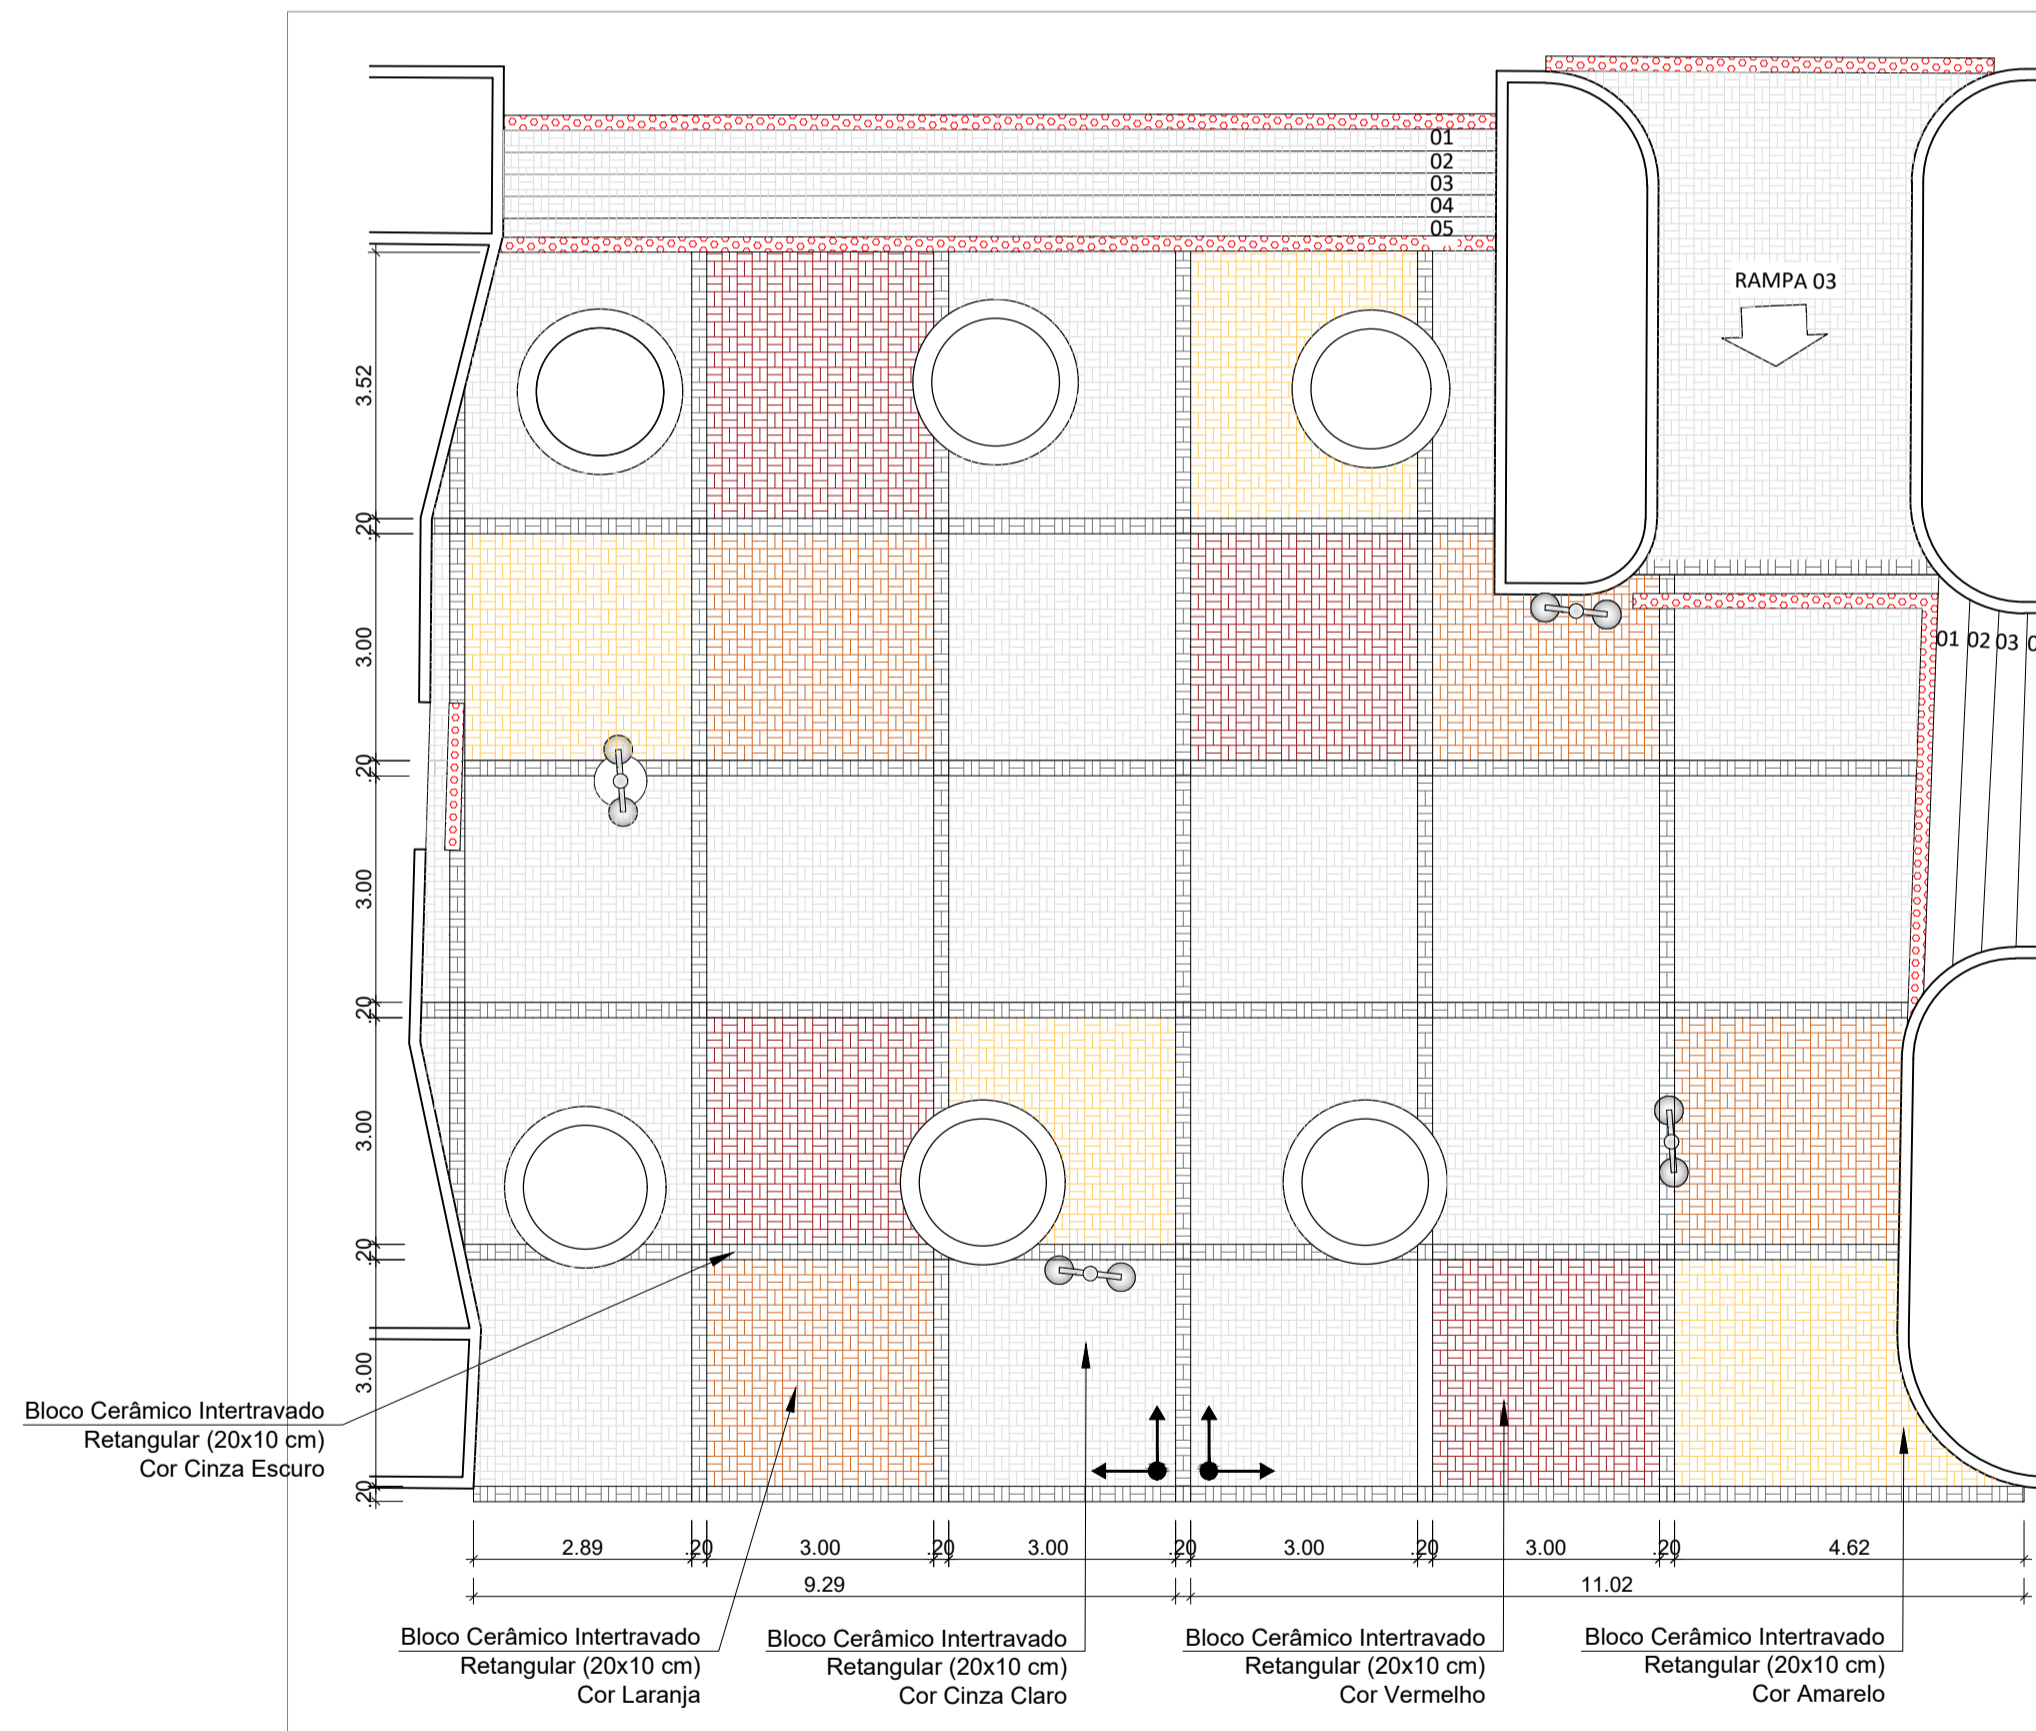 01
02
03
04
05
RAMPA 03
3.52
.20
3.00
01 02 03
.20
3.00
.20
3.00
.20
3.00
.20
Bloco Cerâmico Intertravado
Retangular (20x10 cm)
Cor Cinza Escuro
2.89 .20 3.00 .20 3.00 .20 3.00 .20 3.00 .20 4.62
9.29 11.02
Bloco Cerâmico Intertravado
Retangular (20x10 cm)
Cor Laranja
Bloco Cerâmico Intertravado
Retangular (20x10 cm)
Cor Cinza Claro
Bloco Cerâmico Intertravado
Retangular (20x10 cm)
Cor Vermelho
Bloco Cerâmico Intertravado
Retangular (20x10 cm)
Cor Amarelo